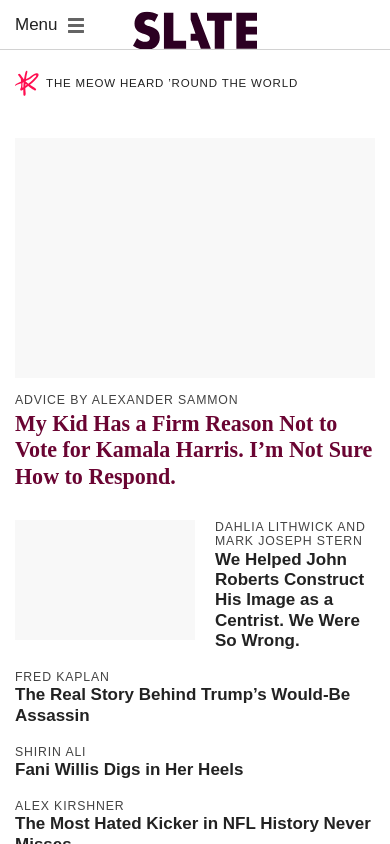 Menu
SLATE
THE MEOW HEARD ’ROUND THE WORLD
ADVICE BY ALEXANDER SAMMON
My Kid Has a Firm Reason Not to
Vote for Kamala Harris. I’m Not Sure
How to Respond.
DAHLIA LITHWICK AND
MARK JOSEPH STERN
We Helped John
Roberts Construct
His Image as a
Centrist. We Were
So Wrong.
FRED KAPLAN
The Real Story Behind Trump’s Would-Be
Assassin
SHIRIN ALI
Fani Willis Digs in Her Heels
ALEX KIRSHNER
The Most Hated Kicker in NFL History Never
Misses